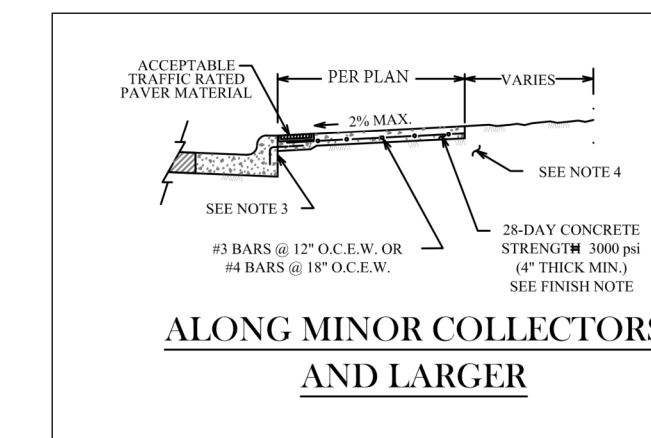 ACCEPTABLE
TRAFFIC RATED
PAVER MATERIAL
PER PLAN
VARIES
2% MAX.
SEE NOTE 3
SEE NOTE 4
#3 BARS @ 12" O.C.E.W. OR
#4 BARS @ 18" O.C.E.W.
28-DAY CONCRETE
STRENGTH 3000 psi
(4" THICK MIN.)
SEE FINISH NOTE
ALONG MINOR COLLECTORS
AND LARGER